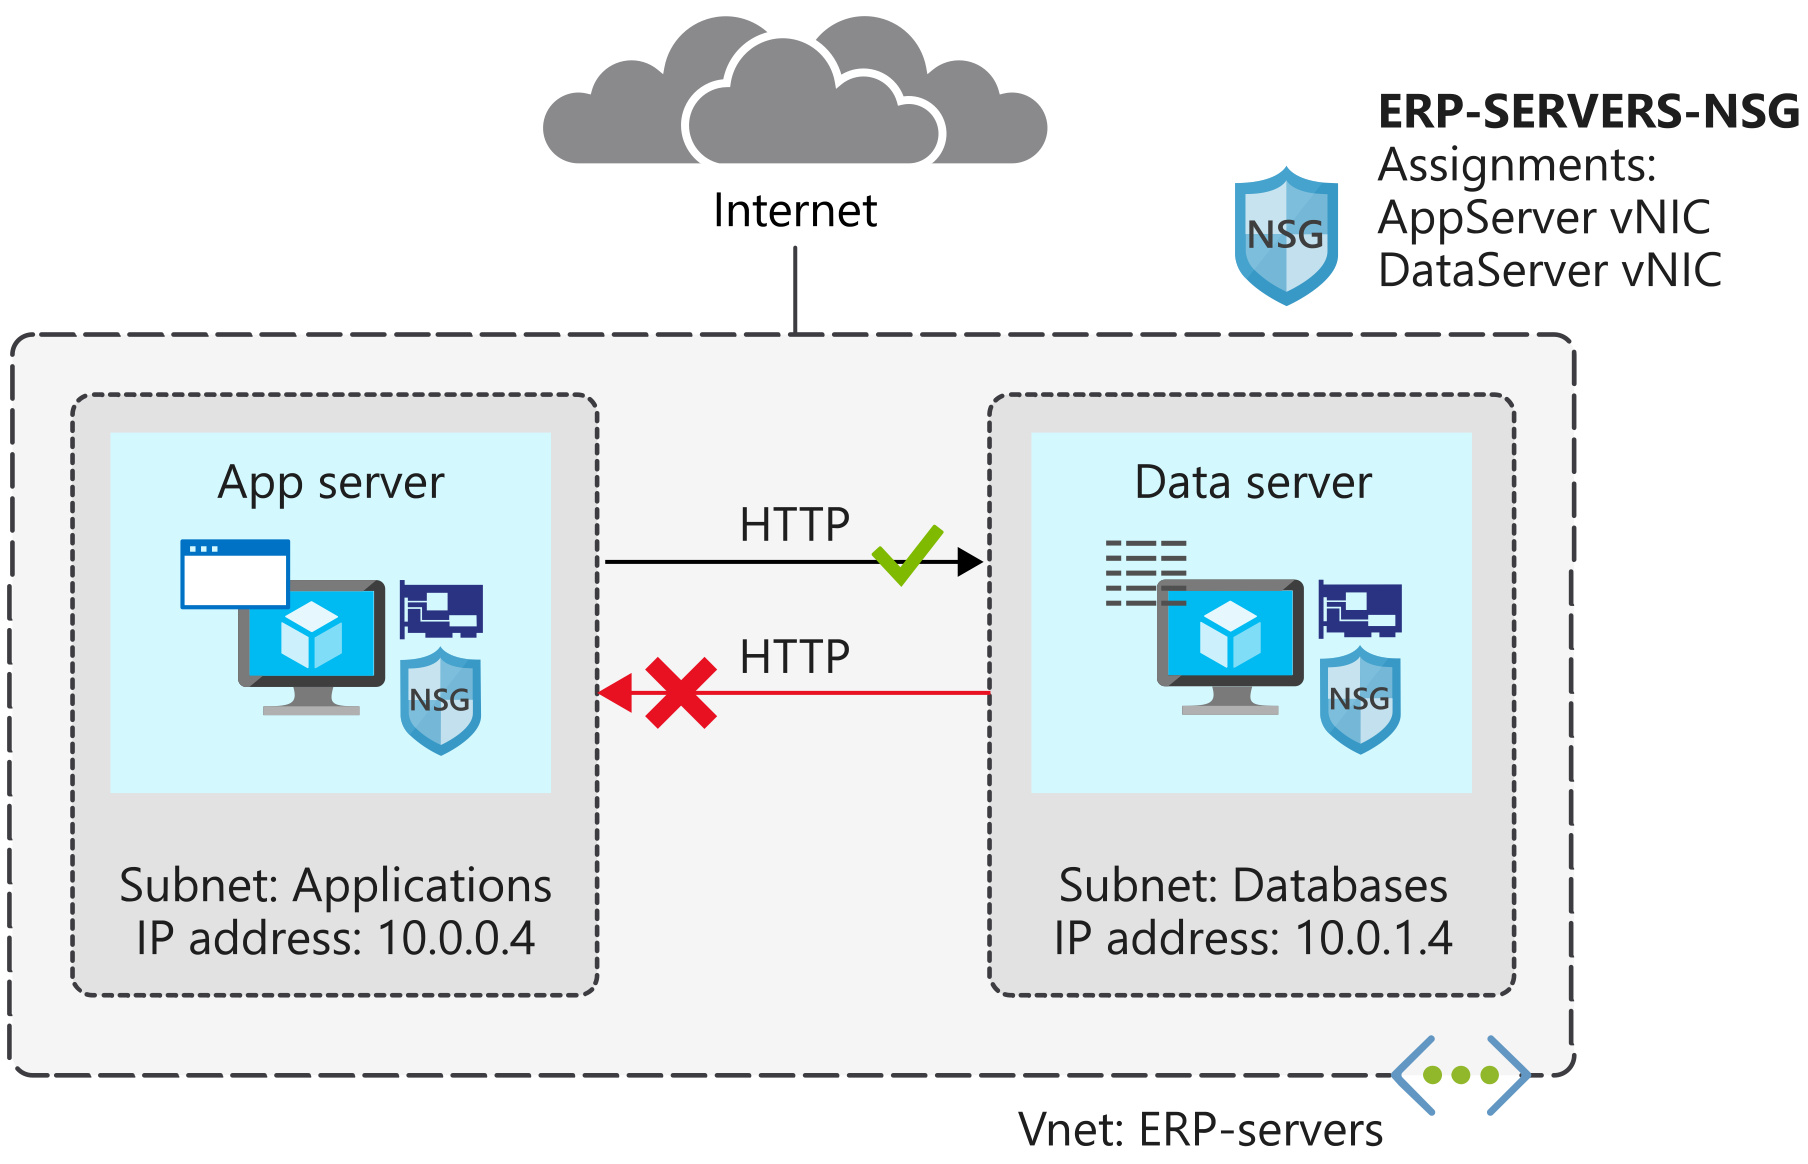 Internet
ERP-SERVERS-NSG
Assignments:
AppServer vNIC
DataServer vNIC
NSG
App server
NSG
Subnet: Applications
IP address: 10.0.0.4
HTTP
HTTP
Data server
NSG
Subnet: Databases
IP address: 10.0.1.4
Vnet: ERP-servers